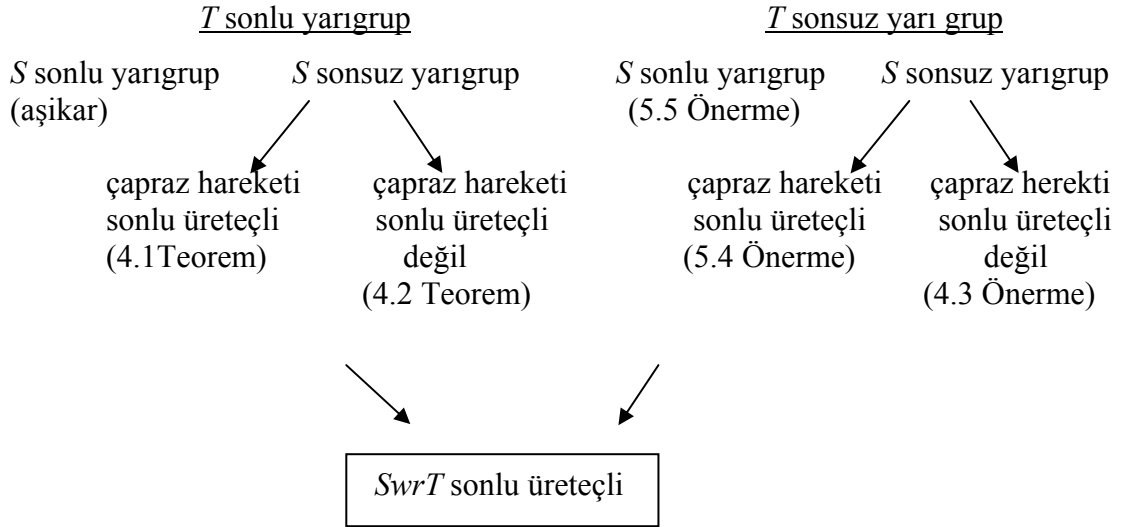 T sonlu yarıgrup
T sonsuz yarı grup
S sonlu yarıgrup
(aşikar)
S sonsuz yarıgrup
S sonlu yarıgrup
(5.5 Önerme)
S sonsuz yarıgrup
çapraz hareketi
sonlu üreteçli
(4.1Teorem)
çapraz hareketi
sonlu üreteçli
değil
(4.2 Teorem)
çapraz hareketi
sonlu üreteçli
(5.4 Önerme)
çapraz herekti
sonlu üreteçli
değil
(4.3 Önerme)
SwrT sonlu üreteçli